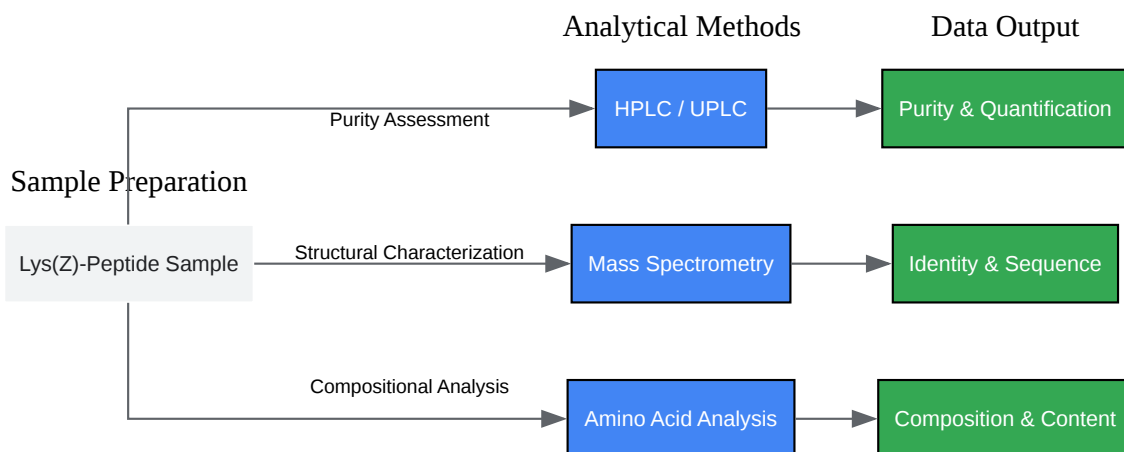 Analytical Methods
Data Output
HPLC / UPLC
Purity & Quantification
Purity Assessment
Sample Preparation
Lys(Z)-Peptide Sample
Structural Characterization
Mass Spectrometry
Identity & Sequence
Compositional Analysis
Amino Acid Analysis
Composition & Content